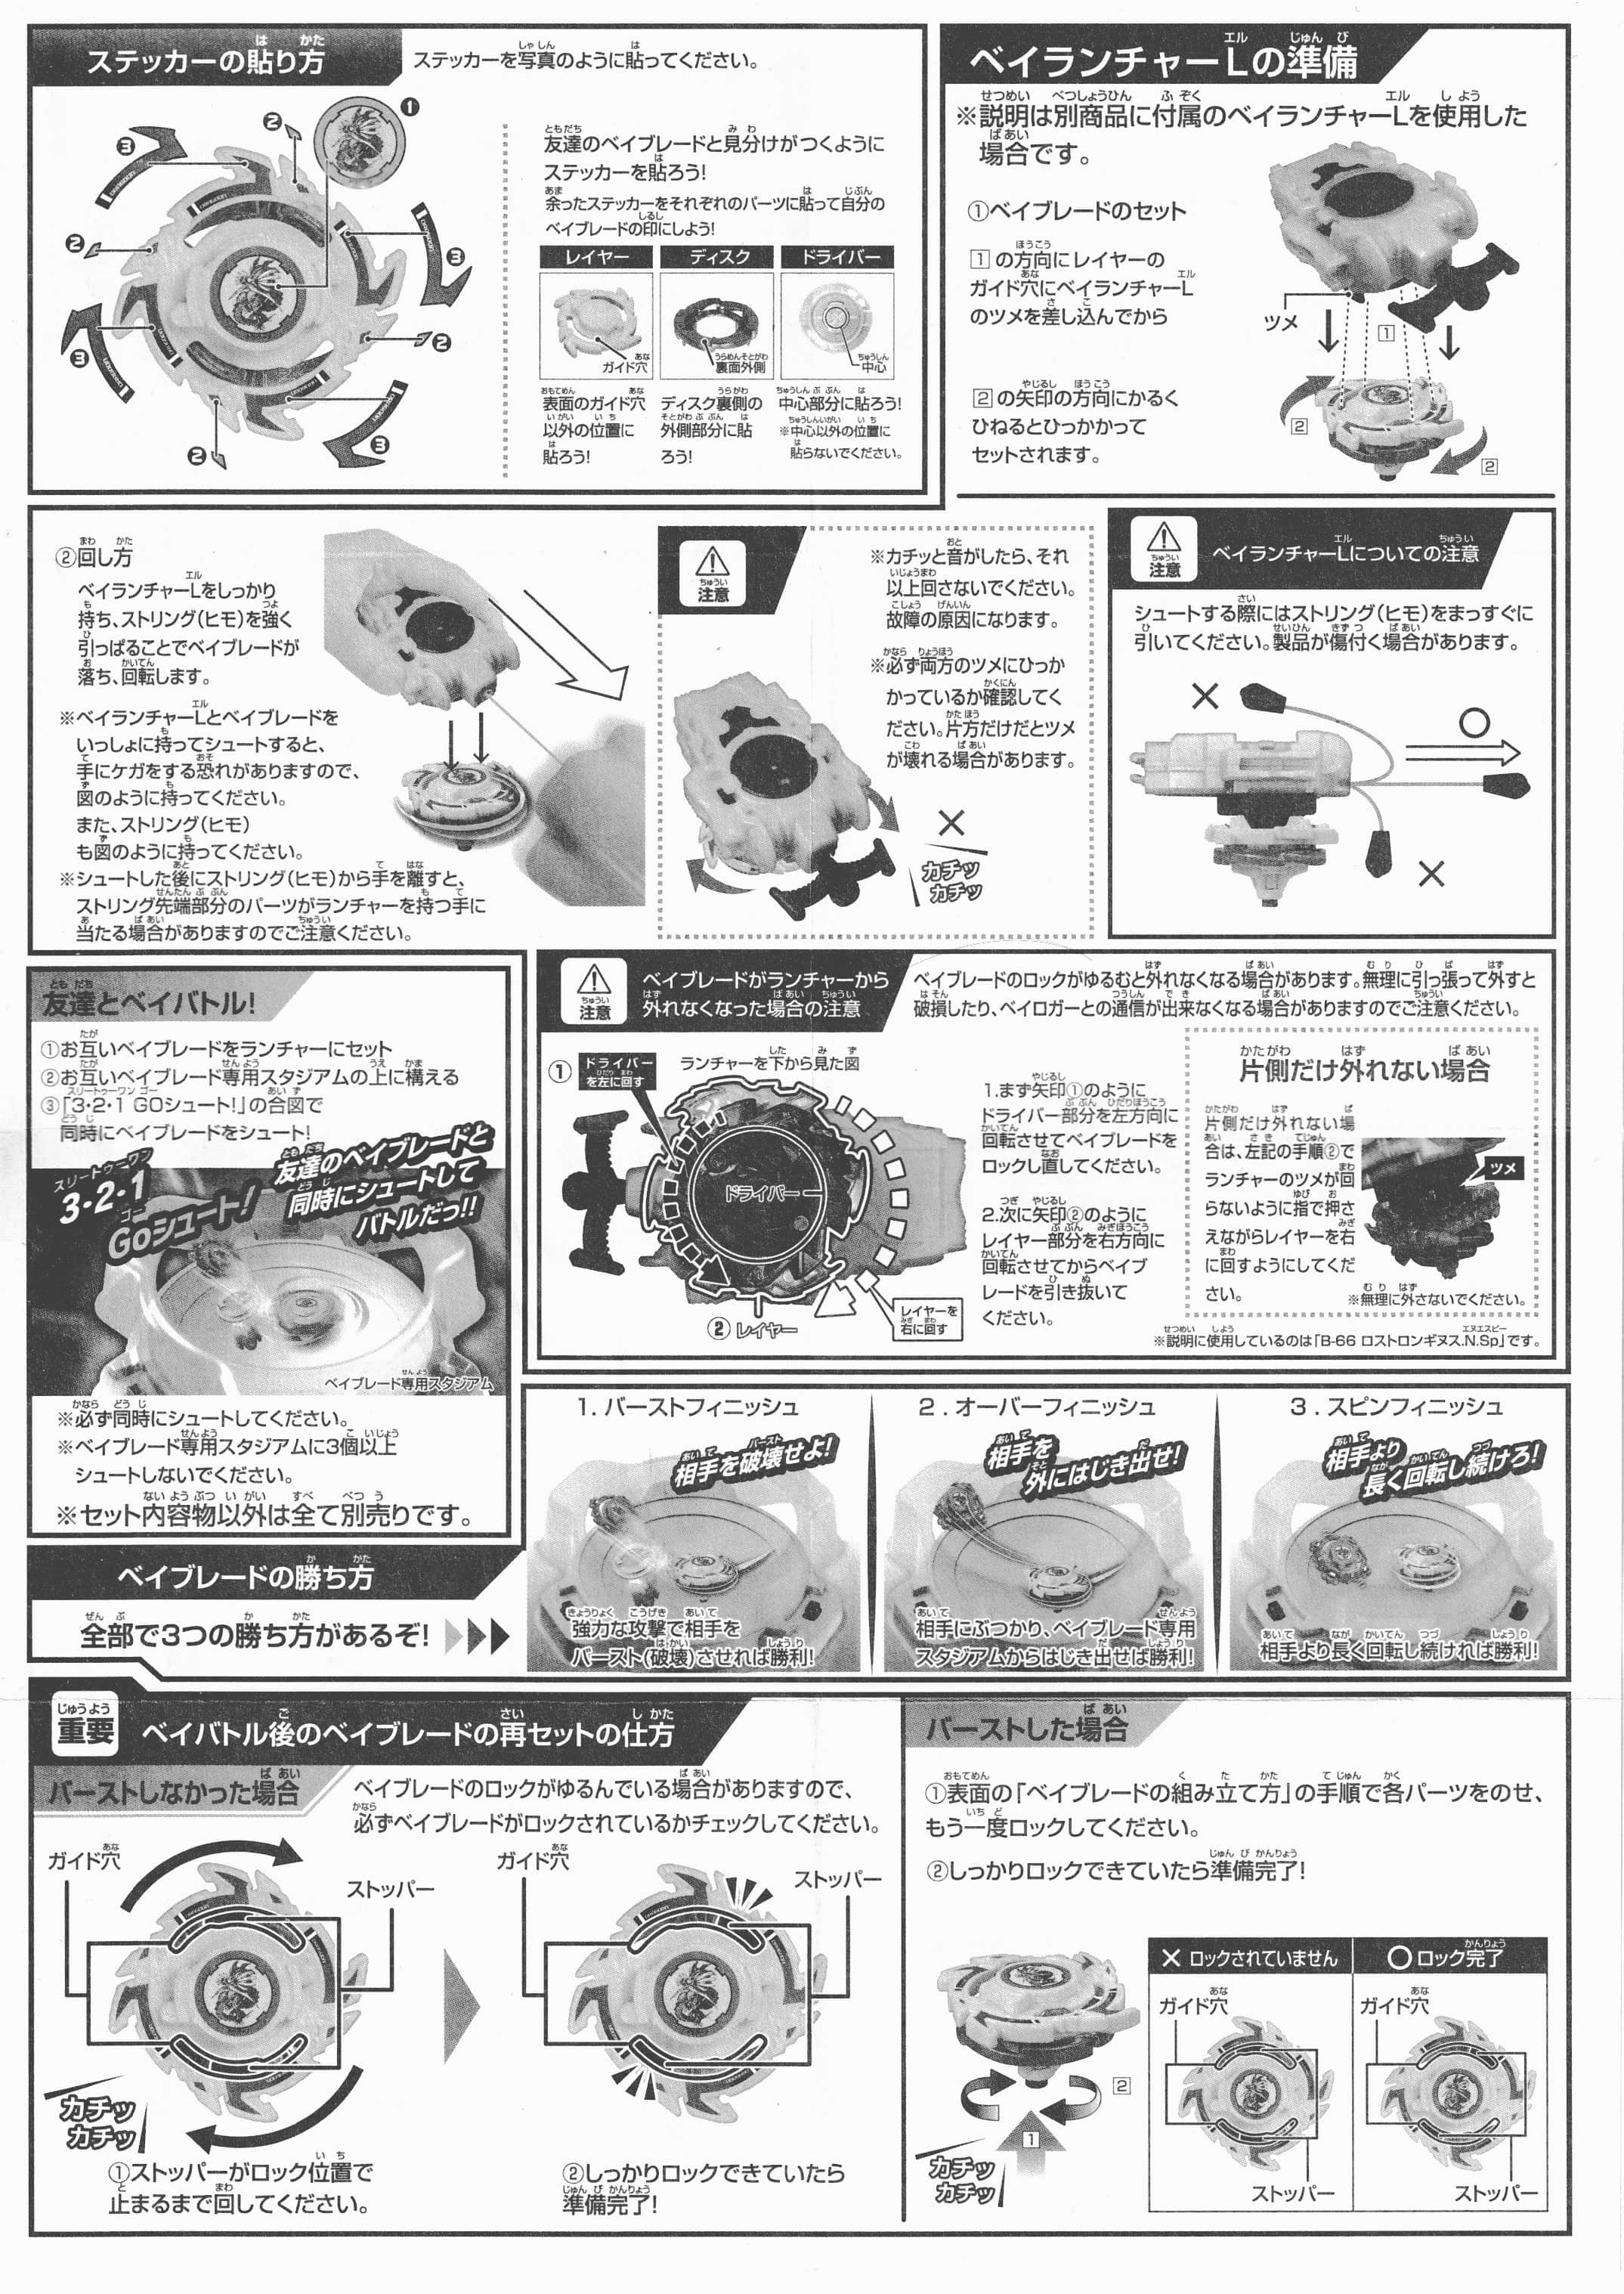 ステッカーの貼り方
ステッカーを写真のように貼ってください。
❶
❷
❸
❷
❸
❸
❷
❷
❸
友達のベイブレードと見分けがつくように
ステッカーを貼ろう!
余ったステッカーをそれぞれのパーツに貼って自分の
ベイブレードの印にしよう!
レイヤー
ガイド穴
表面のガイド穴
以外の位置に
貼ろう!
ディスク
裏面外側
ディスク裏側の
外側部分に貼
ろう!
ドライバー
中心
中心部分に貼ろう!
※中心以外の位置に
貼らないでください。
ベイランチャーLの準備
※説明は別商品に付属のベイランチャーLを使用した
場合です。
①ベイブレードのセット
1 の方向にレイヤーの
ガイド穴にベイランチャーL
のツメを差し込んでから
2 の矢印の方向にかるく
ひねるとひっかかって
セットされます。
ツメ
1
2
2
②回し方
ベイランチャーLをしっかり
持ち、ストリング(ヒモ)を強く
引っぱることでベイブレードが
落ち、回転します。
※ベイランチャーLとベイブレードを
いっしょに持ってシュートすると、
手にケガをする恐れがありますので、
図のように持ってください。
また、ストリング(ヒモ)
も図のように持ってください。
※シュートした後にストリング(ヒモ)から手を離すと、
ストリング先端部分のパーツがランチャーを持つ手に
当たる場合がありますのでご注意ください。
注意
※カチッと音がしたら、それ
以上回さないでください。
故障の原因になります。
※必ず両方のツメにひっか
かっているか確認してく
ださい。片方だけだとツメ
が壊れる場合があります。
×
カチッ
カチッ
注意
ベイランチャーLについての注意
シュートする際にはストリング(ヒモ)をまっすぐに
引いてください。製品が傷付く場合があります。
×
○
×
注意
ベイブレードがランチャーから
外れなくなった場合の注意
ベイブレードのロックがゆるむと外れなくなる場合があります。無理に引っ張って外すと
破損したり、ベイロガーとの通信が出来なくなる場合がありますのでご注意ください。
①
ドライバー
を左に回す
ランチャーを下から見た図
ドライバー
② レイヤー
レイヤーを
右に回す
1.まず矢印①のように
ドライバー部分を左方向に
回転させてベイブレードを
ロックし直してください。
2.次に矢印②のように
レイヤー部分を右方向に
回転させてからベイブ
レードを引き抜いて
ください。
片側だけ外れない場合
片側だけ外れない場
合は、左記の手順②で
ランチャーのツメが回
らないように指で押さ
えながらレイヤーを右
に回すようにしてくだ
さい。
ツメ
※無理に外さないでください。
※説明に使用しているのは「B-66 ロストロンギヌス.N.Sp」です。
友達とベイバトル!
①お互いベイブレードをランチャーにセット
②お互いベイブレード専用スタジアムの上に構える
③「3・2・1 GOシュート!」の合図で
同時にベイブレードをシュート!
3・2・1
Goシュート!
友達のベイブレードと
同時にシュートして
バトルだっ!!
ベイブレード専用スタジアム
※必ず同時にシュートしてください。
※ベイブレード専用スタジアムに3個以上
シュートしないでください。
※セット内容物以外は全て別売りです。
ベイブレードの勝ち方
全部で3つの勝ち方があるぞ!
1.バーストフィニッシュ
相手を破壊せよ!
強力な攻撃で相手を
バースト(破壊)させれば勝利!
2.オーバーフィニッシュ
相手を
外にはじき出せ!
相手にぶつかり、ベイブレード専用
スタジアムからはじき出せば勝利!
3.スピンフィニッシュ
相手より
長く回転し続けろ!
相手より長く回転し続ければ勝利!
重要
ベイバトル後のベイブレードの再セットの仕方
バーストしなかった場合
ベイブレードのロックがゆるんでいる場合がありますので、
必ずベイブレードがロックされているかチェックしてください。
ガイド穴
ストッパー
カチッ
カチッ
①ストッパーがロック位置で
止まるまで回してください。
ガイド穴
ストッパー
②しっかりロックできていたら
準備完了!
バーストした場合
①表面の「ベイブレードの組み立て方」の手順で各パーツをのせ、
もう一度ロックしてください。
②しっかりロックできていたら準備完了!
2
1
カチッ
カチッ
× ロックされていません
ガイド穴
ストッパー
○ ロック完了
ガイド穴
ストッパー